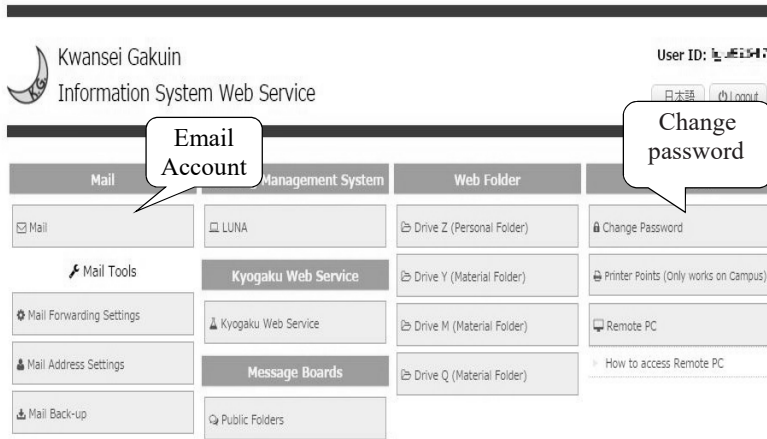 Kwansei Gakuin
Information System Web Service
User ID:
日本語
Logout
Email
Account
Change
password
Mail
Management System
Web Folder
Mail
LUNA
Drive Z (Personal Folder)
Change Password
Mail Tools
Kyogaku Web Service
Drive Y (Material Folder)
Printer Points (Only works on Campus)
Mail Forwarding Settings
Kyogaku Web Service
Drive M (Material Folder)
Remote PC
Mail Address Settings
Message Boards
Drive Q (Material Folder)
How to access Remote PC
Mail Back-up
Public Folders